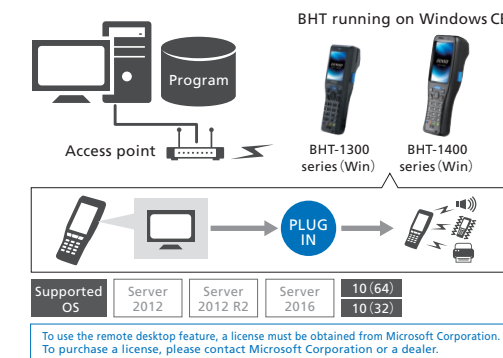 BHT running on Windows CE
Program
Access point
BHT-1300
series (Win)
BHT-1400
series (Win)
PLUG
IN
Supported
OS
Server
2012
Server
2012 R2
Server
2016
10 (64)
10 (32)
To use the remote desktop feature, a license must be obtained from Microsoft Corporation.
To purchase a license, please contact Microsoft Corporation or a dealer.